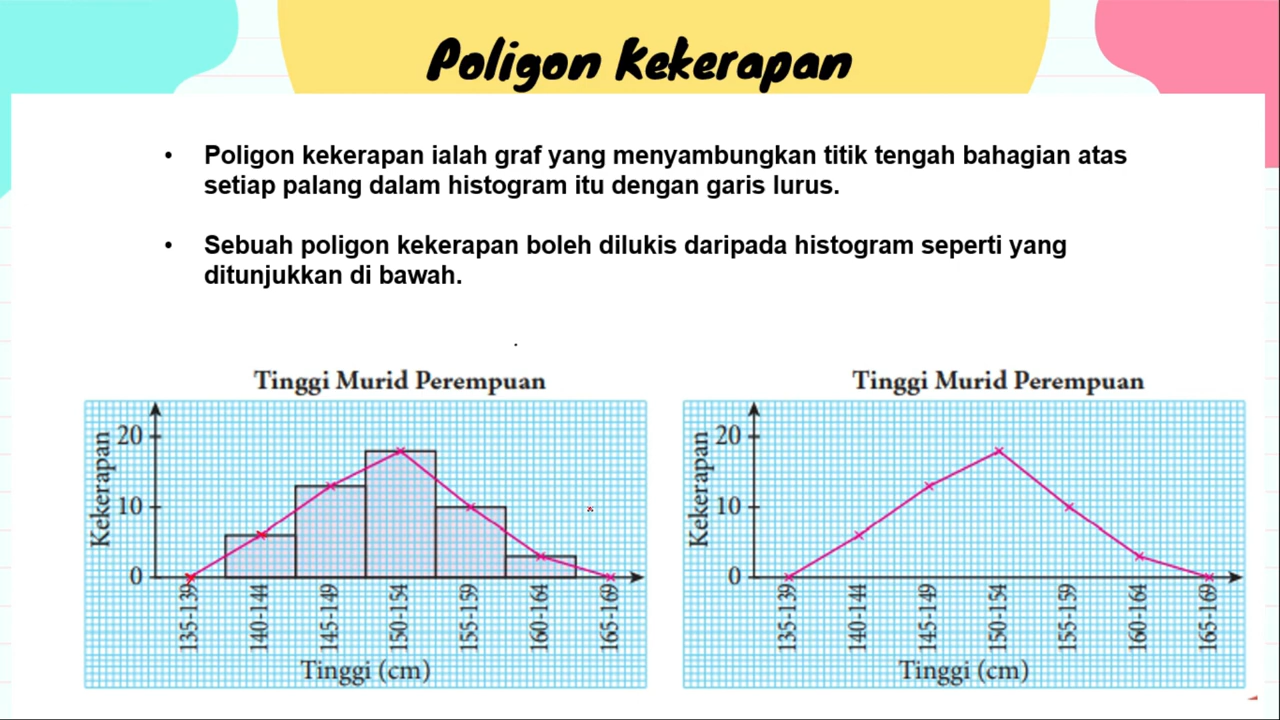 Poligon Kekerapan
• Poligon kekerapan ialah graf yang menyambungkan titik tengah bahagian atas
setiap palang dalam histogram itu dengan garis lurus.
• Sebuah poligon kekerapan boleh dilukis daripada histogram seperti yang
ditunjukkan di bawah.
Tinggi Murid Perempuan
Kekerapan
20
10
0
135-139
140-144
145-149
150-154
155-159
160-164
165-169
Tinggi (cm)
Tinggi Murid Perempuan
Kekerapan
20
10
0
135-139
140-144
145-149
150-154
155-159
160-164
165-169
Tinggi (cm)